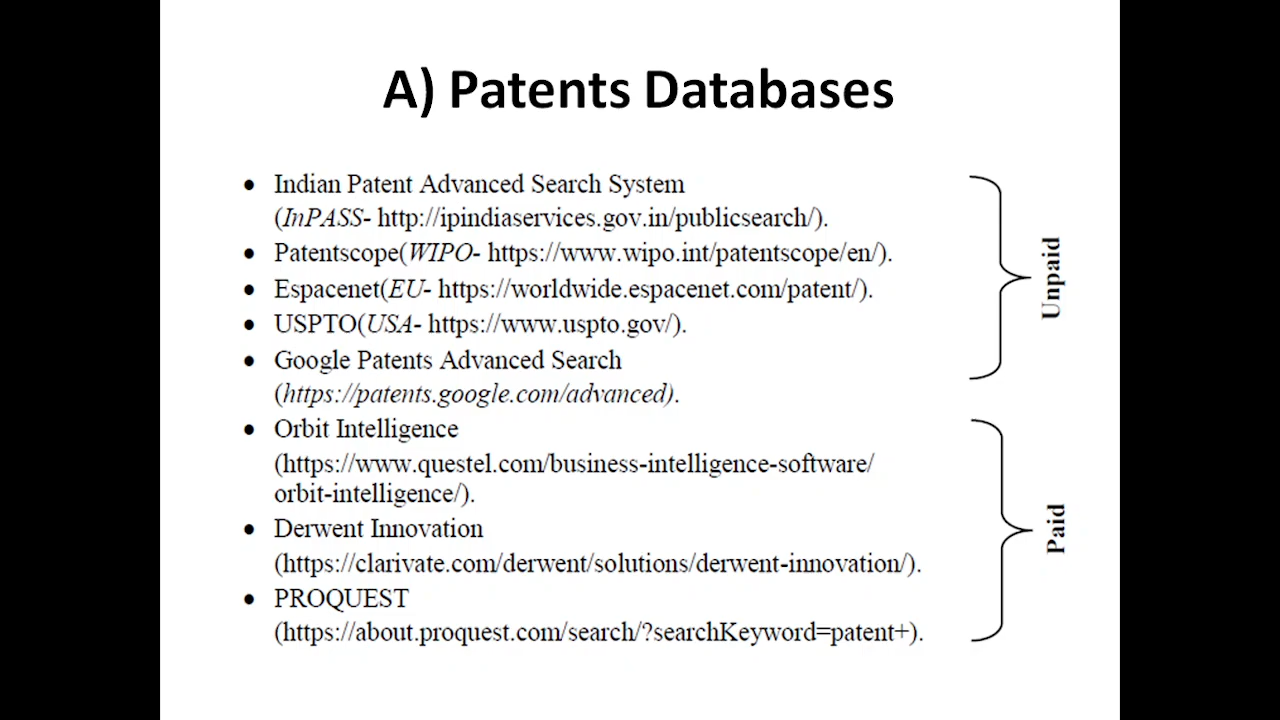 A) Patents Databases
• Indian Patent Advanced Search System
(InPASS- http://ipindiaservices.gov.in/publicsearch/).
• Patentscope(WIPO- https://www.wipo.int/patentscope/en/).
• Espacenet(EU- https://worldwide.espacenet.com/patent/).
• USPTO(USA- https://www.uspto.gov/).
• Google Patents Advanced Search
(https://patents.google.com/advanced).
Unpaid
• Orbit Intelligence
(https://www.questel.com/business-intelligence-software/
orbit-intelligence/).
• Derwent Innovation
(https://clarivate.com/derwent/solutions/derwent-innovation/).
• PROQUEST
(https://about.proquest.com/search/?searchKeyword=patent+).
Paid